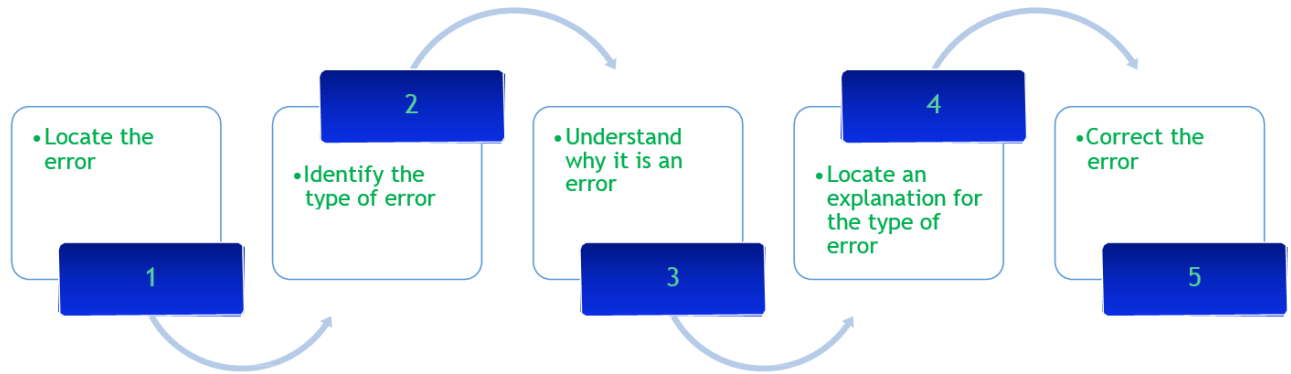 •Locate the
error
1
2
•Identify the
type of error
•Understand
why it is an
error
3
4
•Locate an
explanation for
the type of
error
•Correct the
error
5